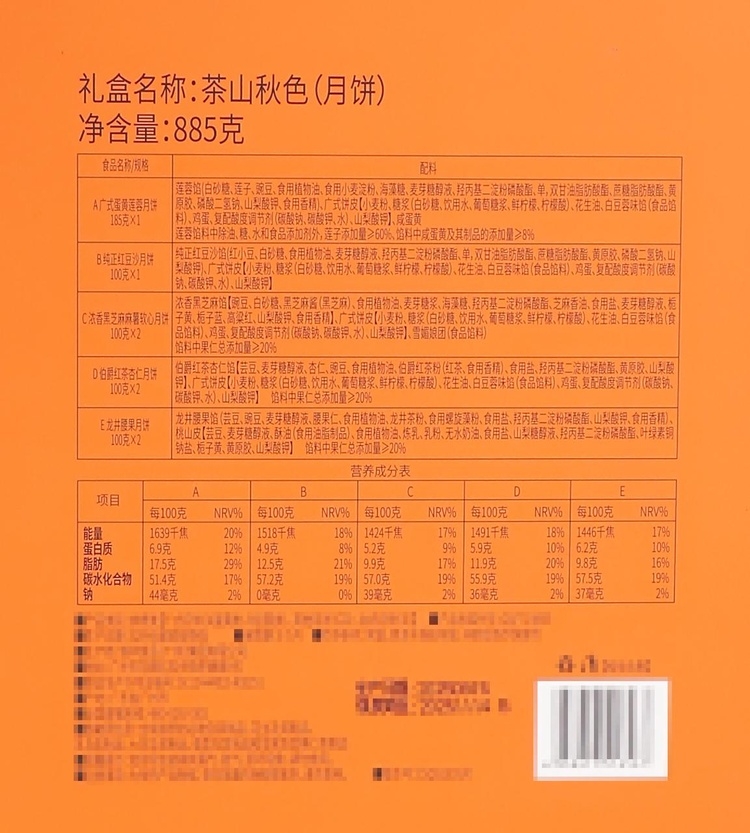 礼盒名称：茶山秋色（月饼）
净含量：885克
食品名称/规格 配料
A广式蛋黄莲蓉月饼
185克×1
莲蓉馅(白砂糖、莲子、豌豆、食用植物油、食用小麦淀粉、海藻糖、麦芽糖醇液、羟丙基二淀粉磷酸酯、单,双甘油脂肪酸酯、蔗糖脂肪酸酯、黄
原胶、磷酸二氢钠、山梨酸钾、食用香精)、广式饼皮【小麦粉、糖浆(白砂糖、饮用水、葡萄糖浆、鲜柠檬、柠檬酸)、花生油、白豆蓉味馅(食品馅
料)、鸡蛋、复配酸度调节剂(碳酸钠、碳酸钾、水)、山梨酸钾】、咸蛋黄
莲蓉馅料中除油、糖、水和食品添加剂外,莲子添加量≥60%、馅料中咸蛋黄及其制品的添加量≥8%
B纯正红豆沙月饼
100克×1
纯正红豆沙馅(红小豆、白砂糖、食用植物油、麦芽糖醇液、羟丙基二淀粉磷酸酯、单,双甘油脂肪酸酯、蔗糖脂肪酸酯、黄原胶、磷酸二氢钠、山
梨酸钾)、广式饼皮【小麦粉、糖浆(白砂糖、饮用水、葡萄糖浆、鲜柠檬、柠檬酸)、花生油、白豆蓉味馅(食品馅料)、鸡蛋、复配酸度调节剂(碳酸
钠、碳酸钾、水)、山梨酸钾】
C浓香黑芝麻麻薯软心月饼
100克×2
浓香黑芝麻馅【豌豆、白砂糖、黑芝麻酱(黑芝麻)、食用植物油、麦芽糖浆、海藻糖、羟丙基二淀粉磷酸酯、芝麻香油、食用盐、麦芽糖醇液、栀
子黄、栀子蓝、高粱红、山梨酸钾、食用香精】、广式饼皮【小麦粉、糖浆(白砂糖、饮用水、葡萄糖浆、鲜柠檬、柠檬酸)、花生油、白豆蓉味馅(食
品馅料)、鸡蛋、复配酸度调节剂(碳酸钠、碳酸钾、水)、山梨酸钾】、雪媚娘团(食品馅料)
馅料中果仁总添加量≥20%
D伯爵红茶杏仁月饼
100克×2
伯爵红茶杏仁馅【芸豆、麦芽糖醇液、杏仁、豌豆、食用植物油、伯爵红茶粉(红茶、食用香精)、食用盐、羟丙基二淀粉磷酸酯、黄原胶、山梨酸
钾】、广式饼皮【小麦粉、糖浆(白砂糖、饮用水、葡萄糖浆、鲜柠檬、柠檬酸)、花生油、白豆蓉味馅(食品馅料)、鸡蛋、复配酸度调节剂(碳酸钠、
碳酸钾、水)、山梨酸钾】 馅料中果仁总添加量≥20%
E龙井腰果月饼
100克×2
龙井腰果馅(芸豆、豌豆、麦芽糖醇液、腰果仁、食用植物油、龙井茶粉、食用螺旋藻粉、食用盐、羟丙基二淀粉磷酸酯、山梨酸钾、食用香精)、
桃山皮【芸豆、麦芽糖醇液、酥油(食用油脂制品)、食用植物油、炼乳、乳粉、无水奶油、食用盐、山梨糖醇液、羟丙基二淀粉磷酸酯、叶绿素铜
钠盐、栀子黄、黄原胶、山梨酸钾】 馅料中果仁总添加量≥20%
营养成分表
项目 A B C D E
每100克 NRV% 每100克 NRV% 每100克 NRV% 每100克 NRV% 每100克 NRV%
能量 1639千焦 20% 1518千焦 18% 1424千焦 17% 1491千焦 18% 1446千焦 17%
蛋白质 6.9克 12% 4.9克 8% 5.2克 9% 5.9克 10% 6.2克 10%
脂肪 17.5克 29% 12.5克 21% 9.9克 17% 11.9克 20% 9.8克 16%
碳水化合物 51.4克 17% 57.2克 19% 57.0克 19% 55.9克 19% 57.5克 19%
钠 44毫克 2% 0毫克 0% 39毫克 2% 36毫克 2% 37毫克 2%